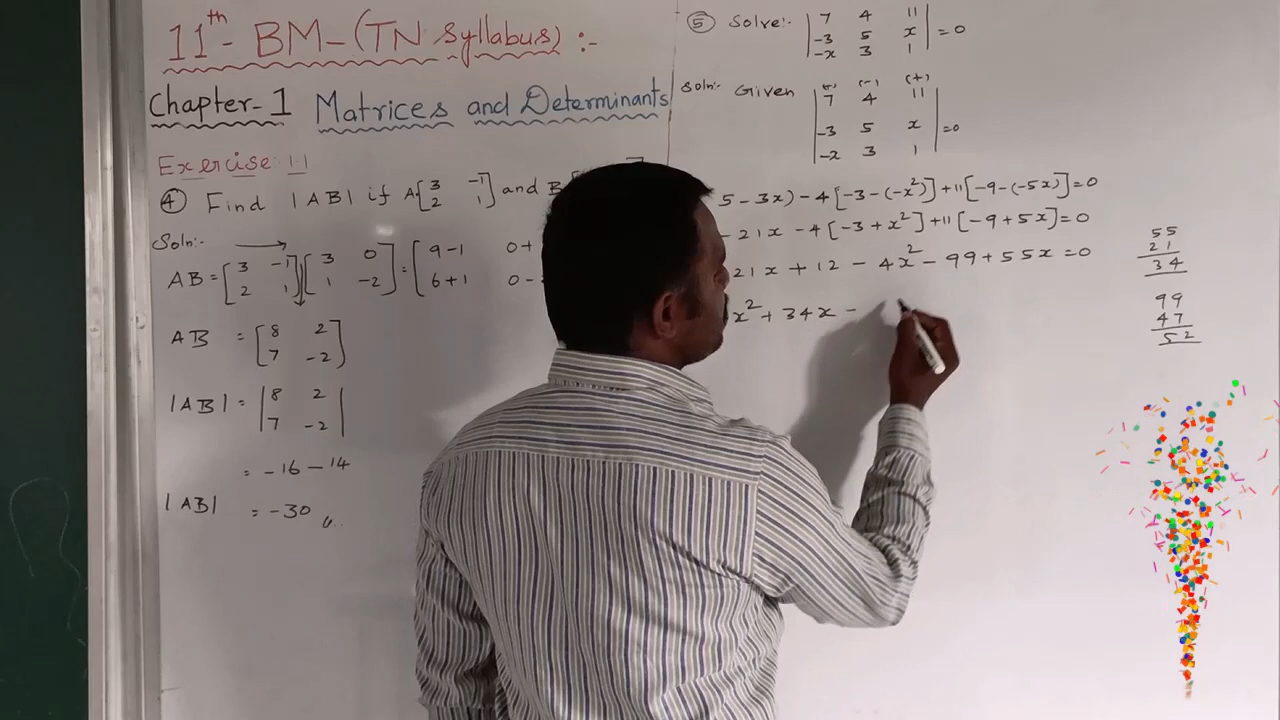 11th - BM - (TN Syllabus) :-
Chapter - 1 Matrices and Determinants
Exercise: 1.1
④ Find |AB| if A[3 -1
2 1] and B
Soln:-
AB = [3 -1
2 1] [3 0
1 -2] = [9-1 0+
6+1 0-
AB = [8 2
7 -2]
|AB| = |8 2
7 -2|
= -16 - 14
|AB| = -30
⑤ Solve:- |7 4 11
-3 5 x
-x 3 1| = 0
Soln:- Given
(-) (+)
|7 4 11
-3 5 x
-x 3 1| = 0
5 - 3x) - 4[-3 - (-x²)] + 11[-9 - (-5x)] = 0
- 21x - 4[-3 + x²] + 11[-9 + 5x] = 0
21x + 12 - 4x² - 99 + 55x = 0
x² + 34x -
55
21
34
99
47
52